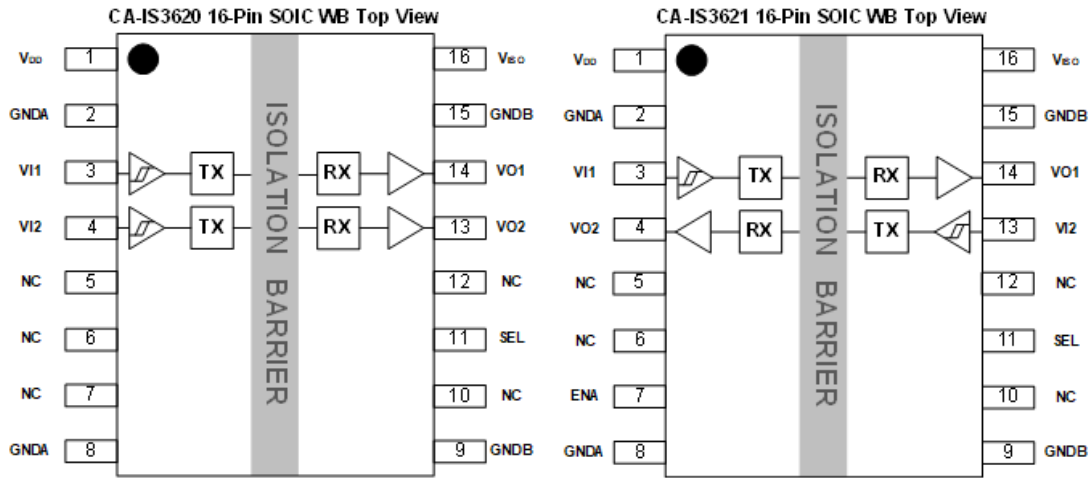 CA-IS3620 16-Pin SOIC WB Top View
VDD 1 16 VISO
GNDA 2 15 GNDB
VI1 3 TX RX 14 VO1
VI2 4 TX RX 13 VO2
NC 5 12 NC
NC 6 11 SEL
NC 7 10 NC
GNDA 8 9 GNDB
ISOLATION BARRIER
CA-IS3621 16-Pin SOIC WB Top View
VDD 1 16 VISO
GNDA 2 15 GNDB
VI1 3 TX RX 14 VO1
VO2 4 RX TX 13 VI2
NC 5 12 NC
NC 6 11 SEL
ENA 7 10 NC
GNDA 8 9 GNDB
ISOLATION BARRIER